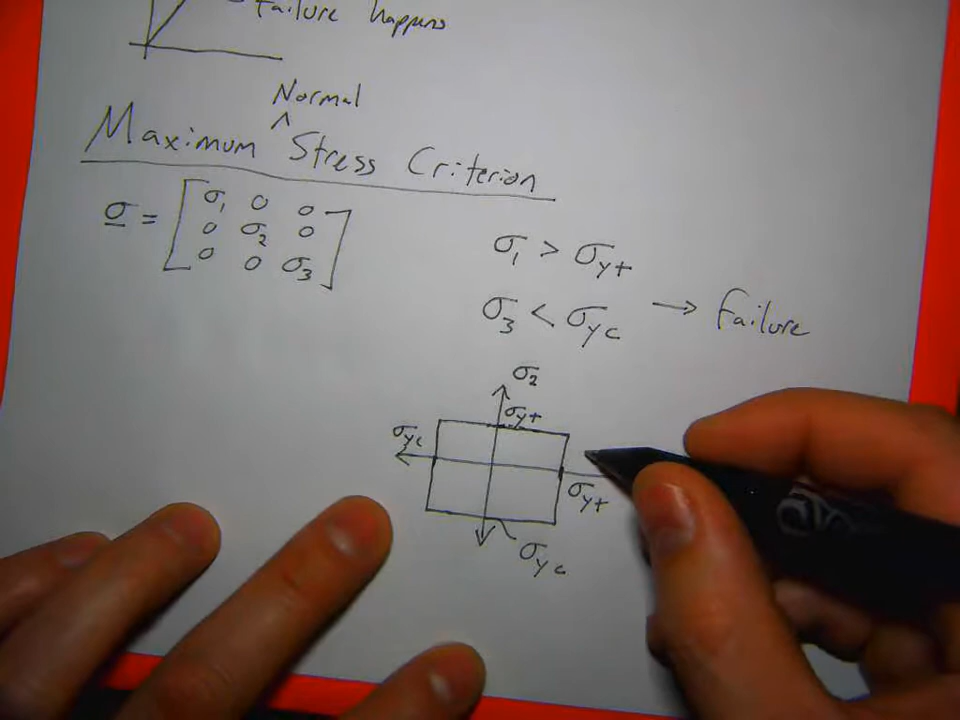 failure happens
Normal
^
Maximum Stress Criterion
σ = [σ₁ 0 0
0 σ₂ 0
0 0 σ₃]
σ₁ > σyt
σ₃ < σyc → failure
σ₂
σyt
σyc
σyt
σyc